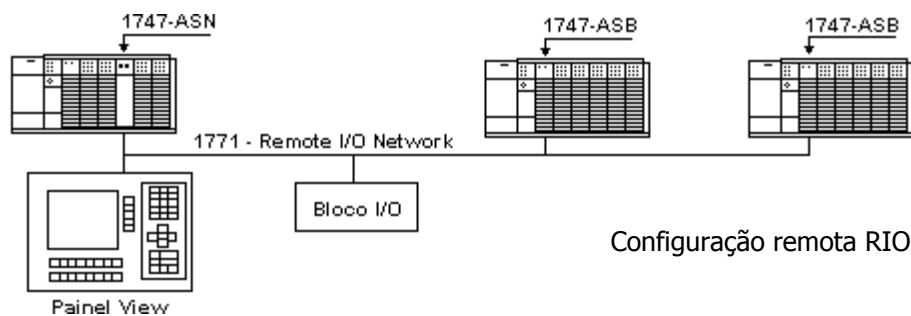 1747-ASN
1747-ASB
1747-ASB
1771 - Remote I/O Network
Bloco I/O
Configuração remota RIO
Painel View